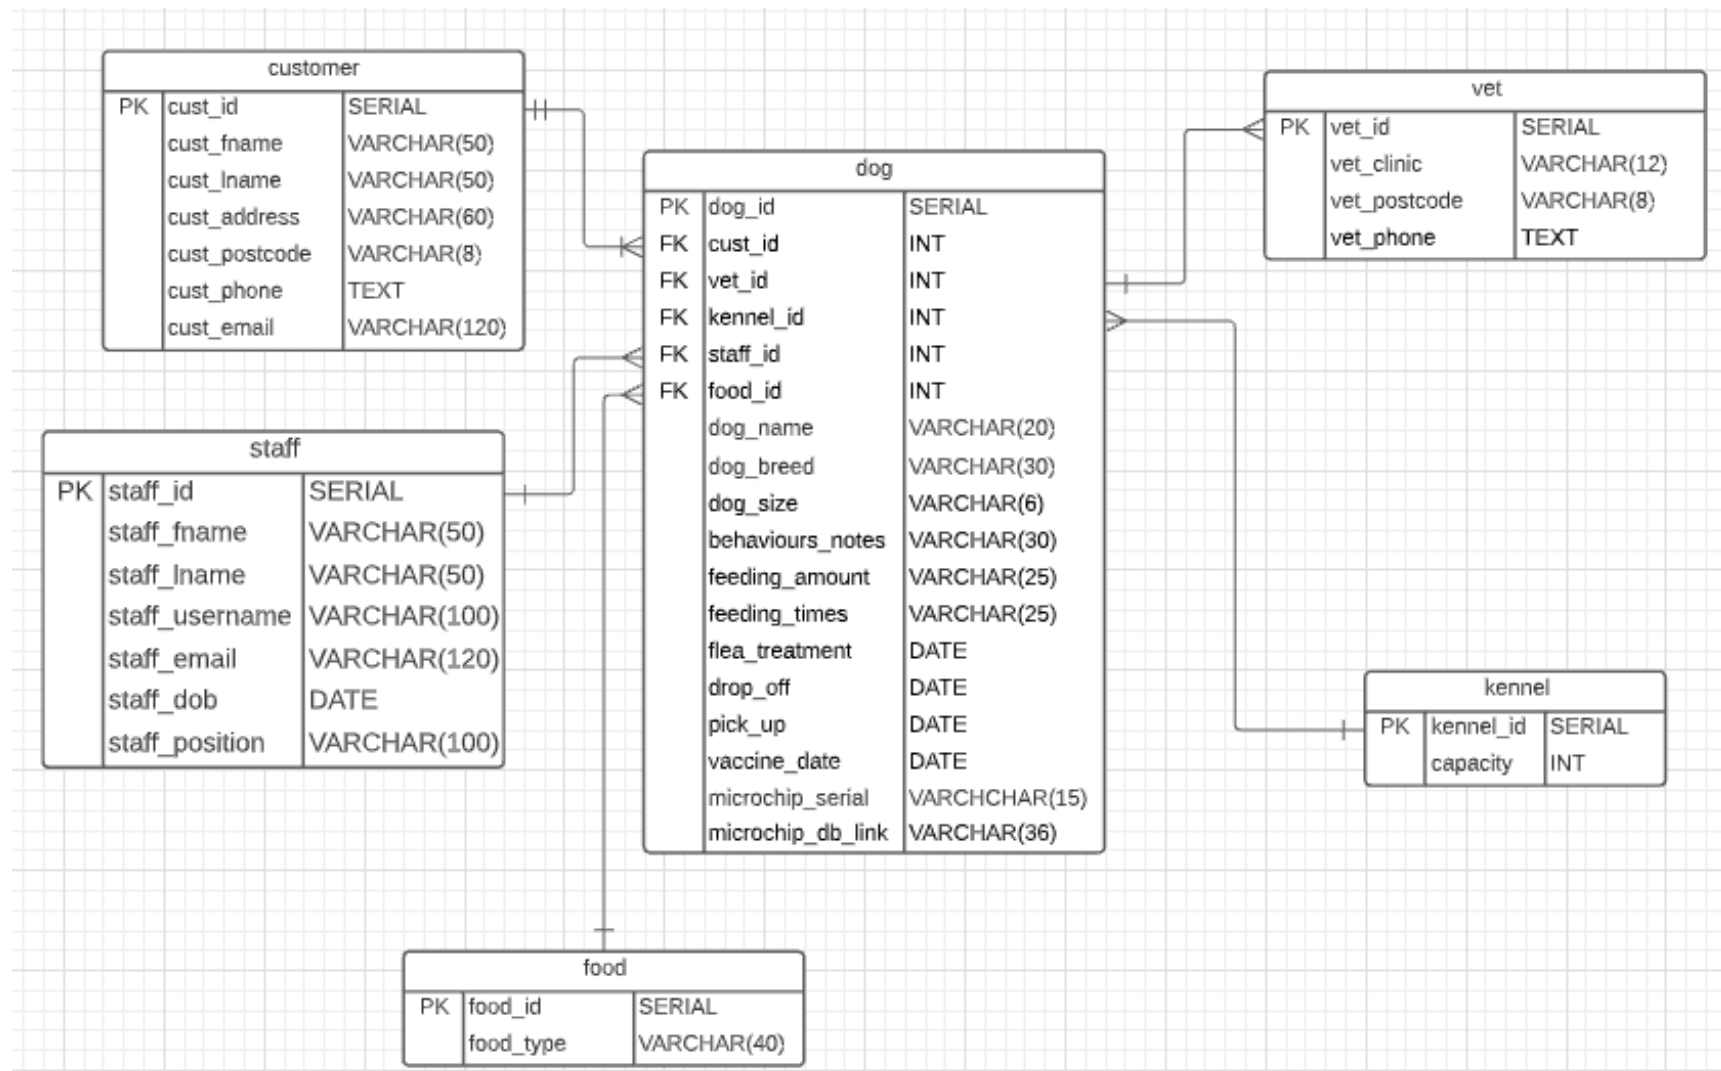 customer
PK cust_id SERIAL
cust_fname VARCHAR(50)
cust_lname VARCHAR(50)
cust_address VARCHAR(60)
cust_postcode VARCHAR(8)
cust_phone TEXT
cust_email VARCHAR(120)
staff
PK staff_id SERIAL
staff_fname VARCHAR(50)
staff_lname VARCHAR(50)
staff_username VARCHAR(100)
staff_email VARCHAR(120)
staff_dob DATE
staff_position VARCHAR(100)
dog
PK dog_id SERIAL
FK cust_id INT
FK vet_id INT
FK kennel_id INT
FK staff_id INT
FK food_id INT
dog_name VARCHAR(20)
dog_breed VARCHAR(30)
dog_size VARCHAR(6)
behaviours_notes VARCHAR(30)
feeding_amount VARCHAR(25)
feeding_times VARCHAR(25)
flea_treatment DATE
drop_off DATE
pick_up DATE
vaccine_date DATE
microchip_serial VARCHCHAR(15)
microchip_db_link VARCHAR(36)
vet
PK vet_id SERIAL
vet_clinic VARCHAR(12)
vet_postcode VARCHAR(8)
vet_phone TEXT
kennel
PK kennel_id SERIAL
capacity INT
food
PK food_id SERIAL
food_type VARCHAR(40)